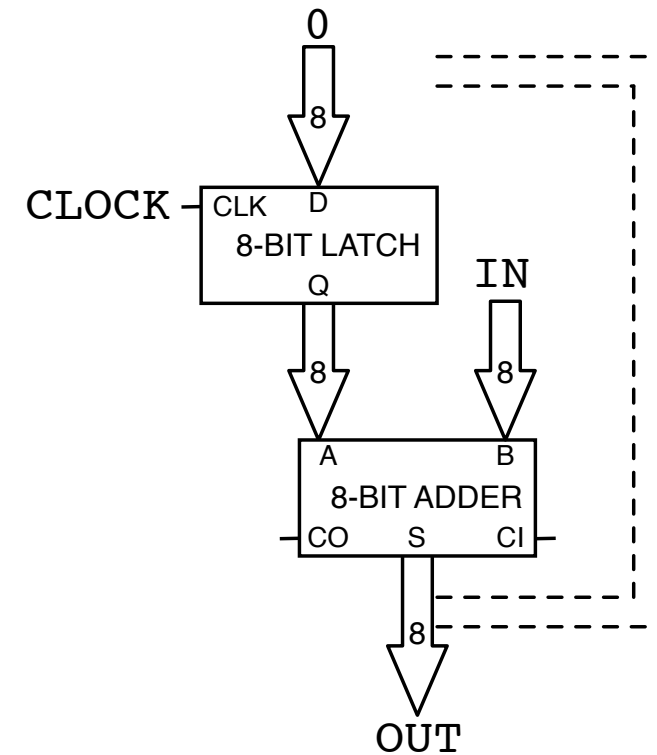 0
8
CLOCK CLK D
8-BIT LATCH
Q
IN
8 8
A B
8-BIT ADDER
CO S CI
8
OUT